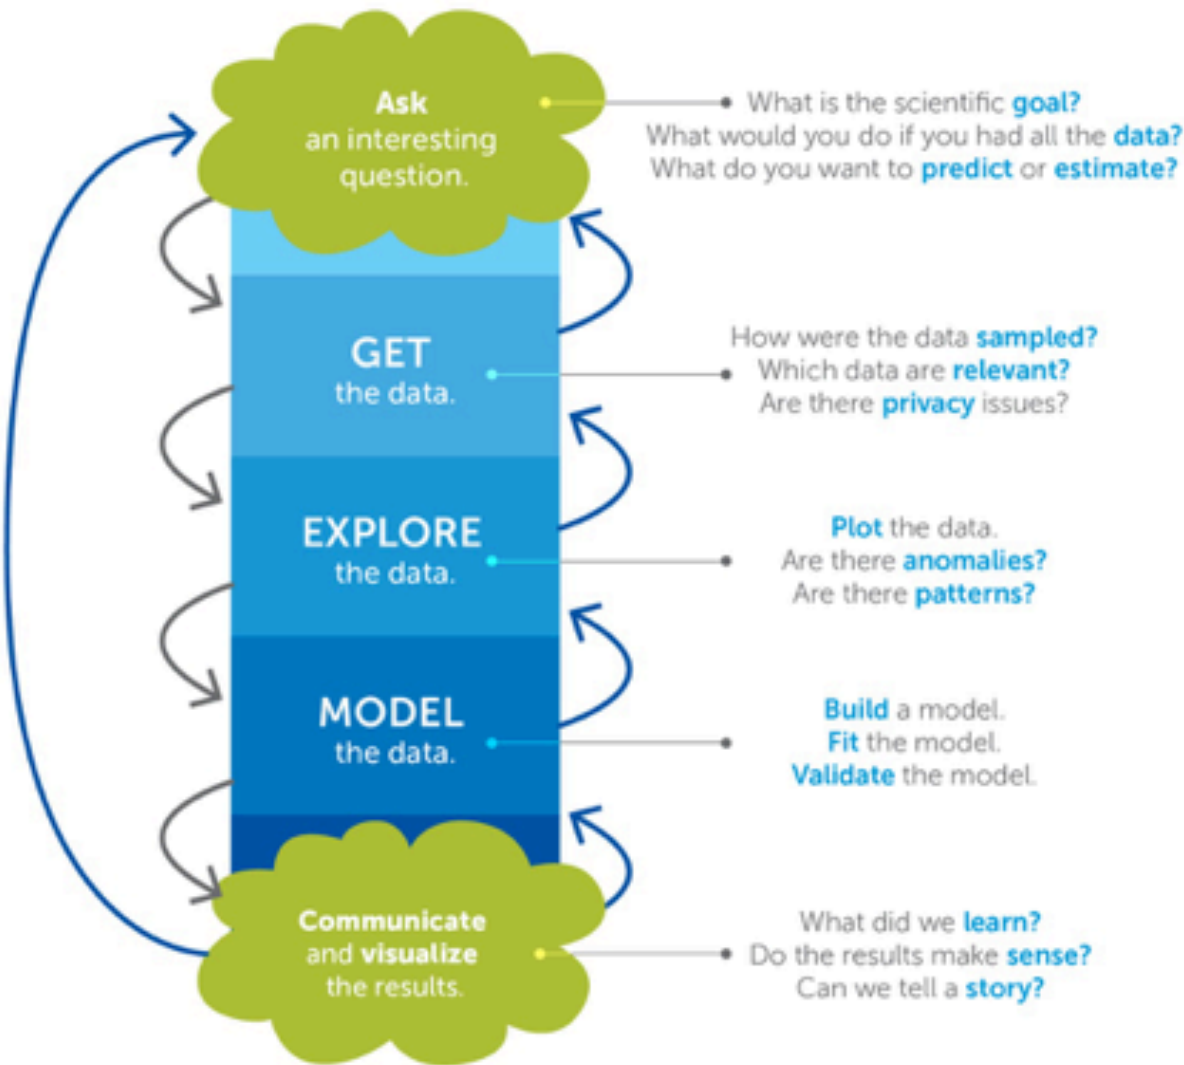 Ask
an interesting
question.
What is the scientific goal?
What would you do if you had all the data?
What do you want to predict or estimate?
GET
the data.
How were the data sampled?
Which data are relevant?
Are there privacy issues?
EXPLORE
the data.
Plot the data.
Are there anomalies?
Are there patterns?
MODEL
the data.
Build a model.
Fit the model.
Validate the model.
Communicate
and visualize
the results.
What did we learn?
Do the results make sense?
Can we tell a story?